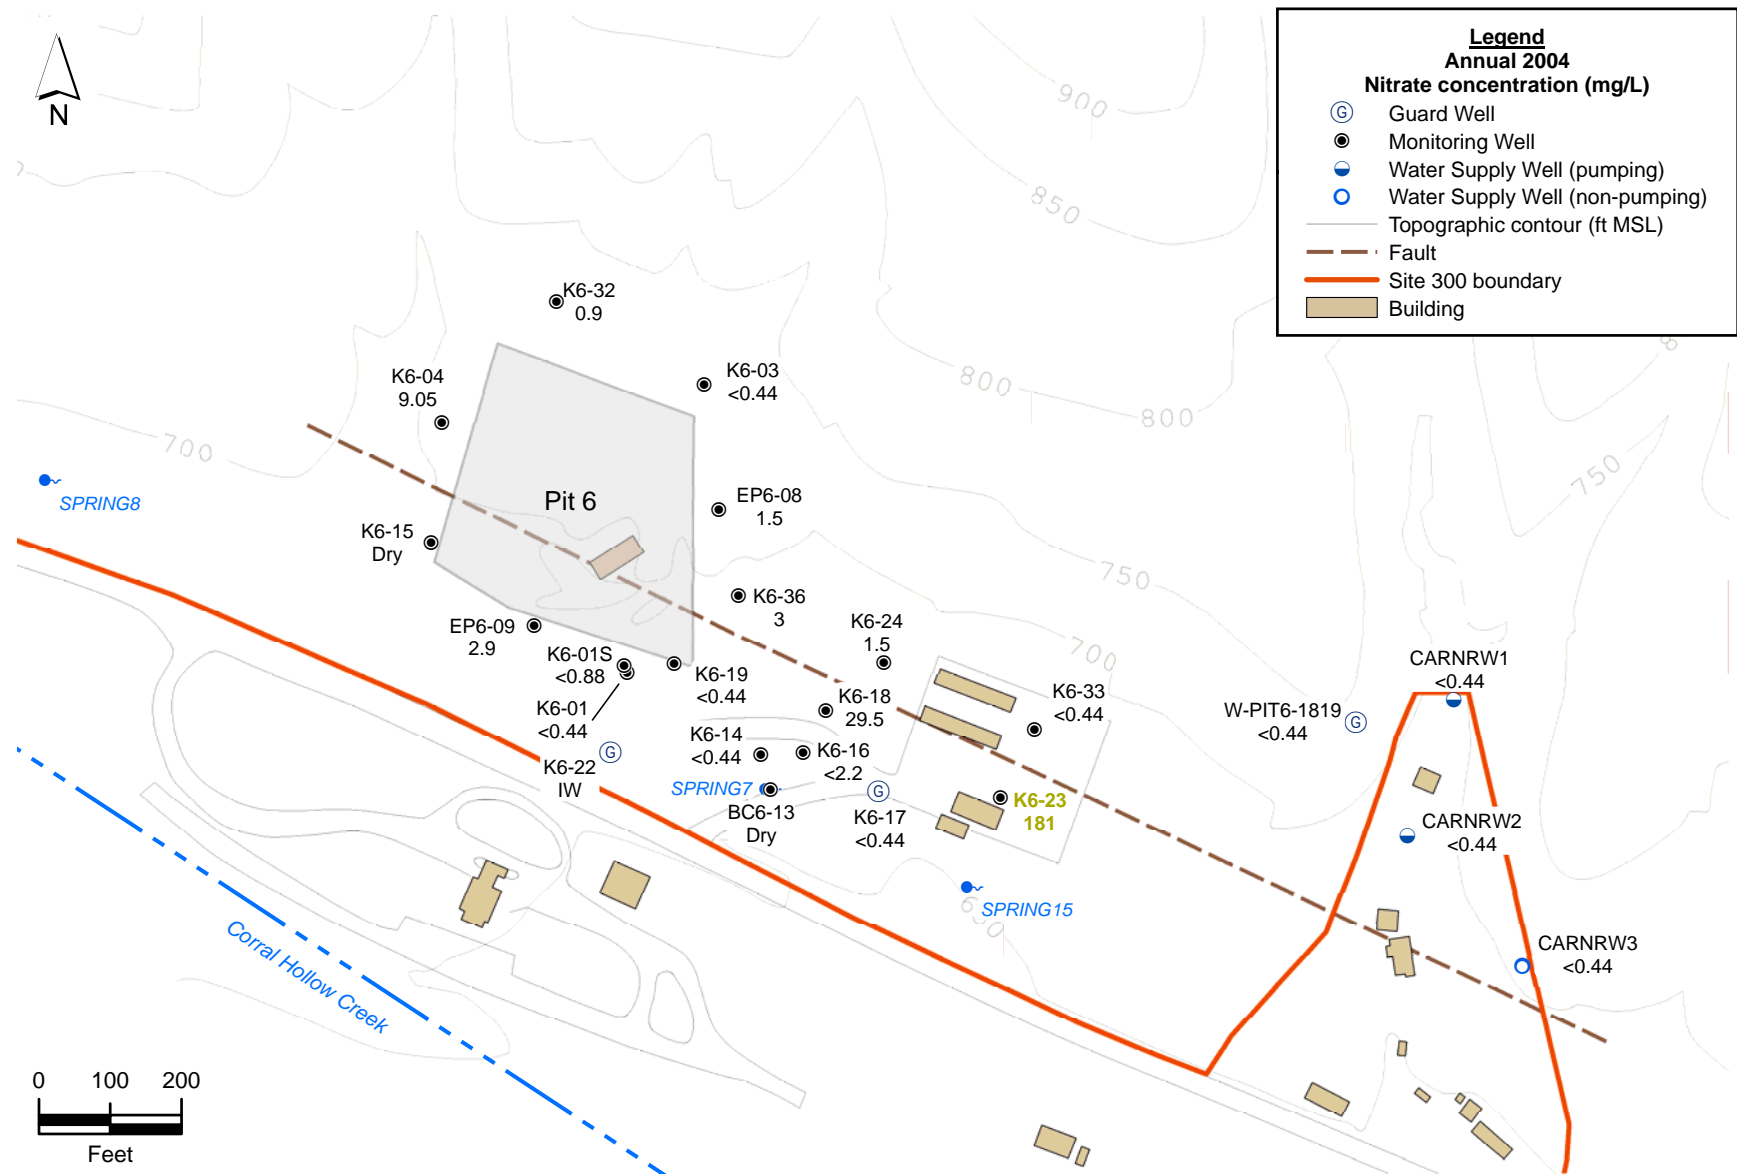 N
Legend
Annual 2004
Nitrate concentration (mg/L)
G Guard Well
Monitoring Well
Water Supply Well (pumping)
Water Supply Well (non-pumping)
Topographic contour (ft MSL)
Fault
Site 300 boundary
Building
900
850
800
800
750
750
700
700
K6-32
0.9
K6-03
<0.44
K6-04
9.05
SPRING8
Pit 6
EP6-08
1.5
K6-15
Dry
K6-36
3
EP6-09
2.9
K6-01S
<0.88
K6-19
<0.44
K6-24
1.5
K6-18
29.5
K6-33
<0.44
K6-01
<0.44
K6-14
<0.44
K6-16
<2.2
G
K6-22
IW
SPRING7
BC6-13
Dry
G
K6-17
<0.44
K6-23
181
CARNRW1
<0.44
W-PIT6-1819
<0.44
G
CARNRW2
<0.44
CARNRW3
<0.44
SPRING15
650
Corral Hollow Creek
0 100 200
Feet